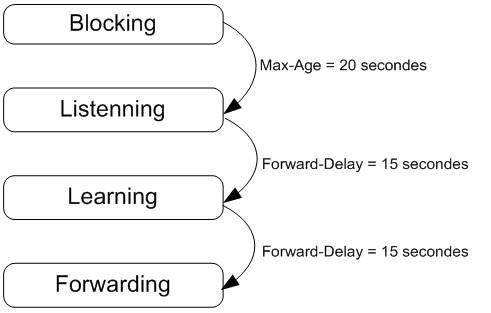 Blocking
Max-Age = 20 secondes
Listenning
Forward-Delay = 15 secondes
Learning
Forward-Delay = 15 secondes
Forwarding